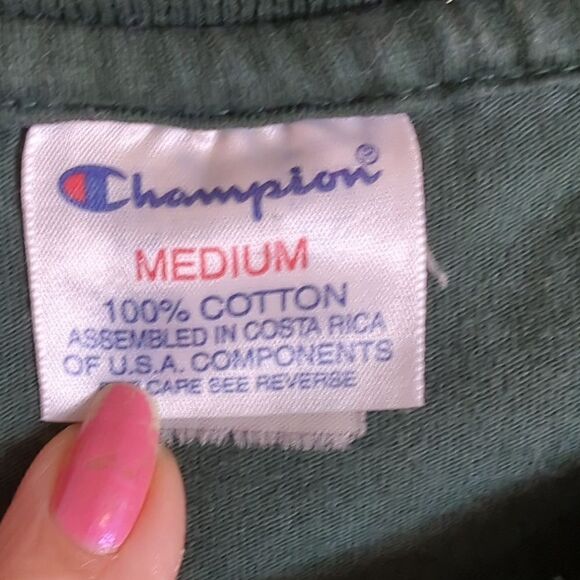 Champion®
MEDIUM
100% COTTON
ASSEMBLED IN COSTA RICA
OF U.S.A. COMPONENTS
CARE SEE REVERSE